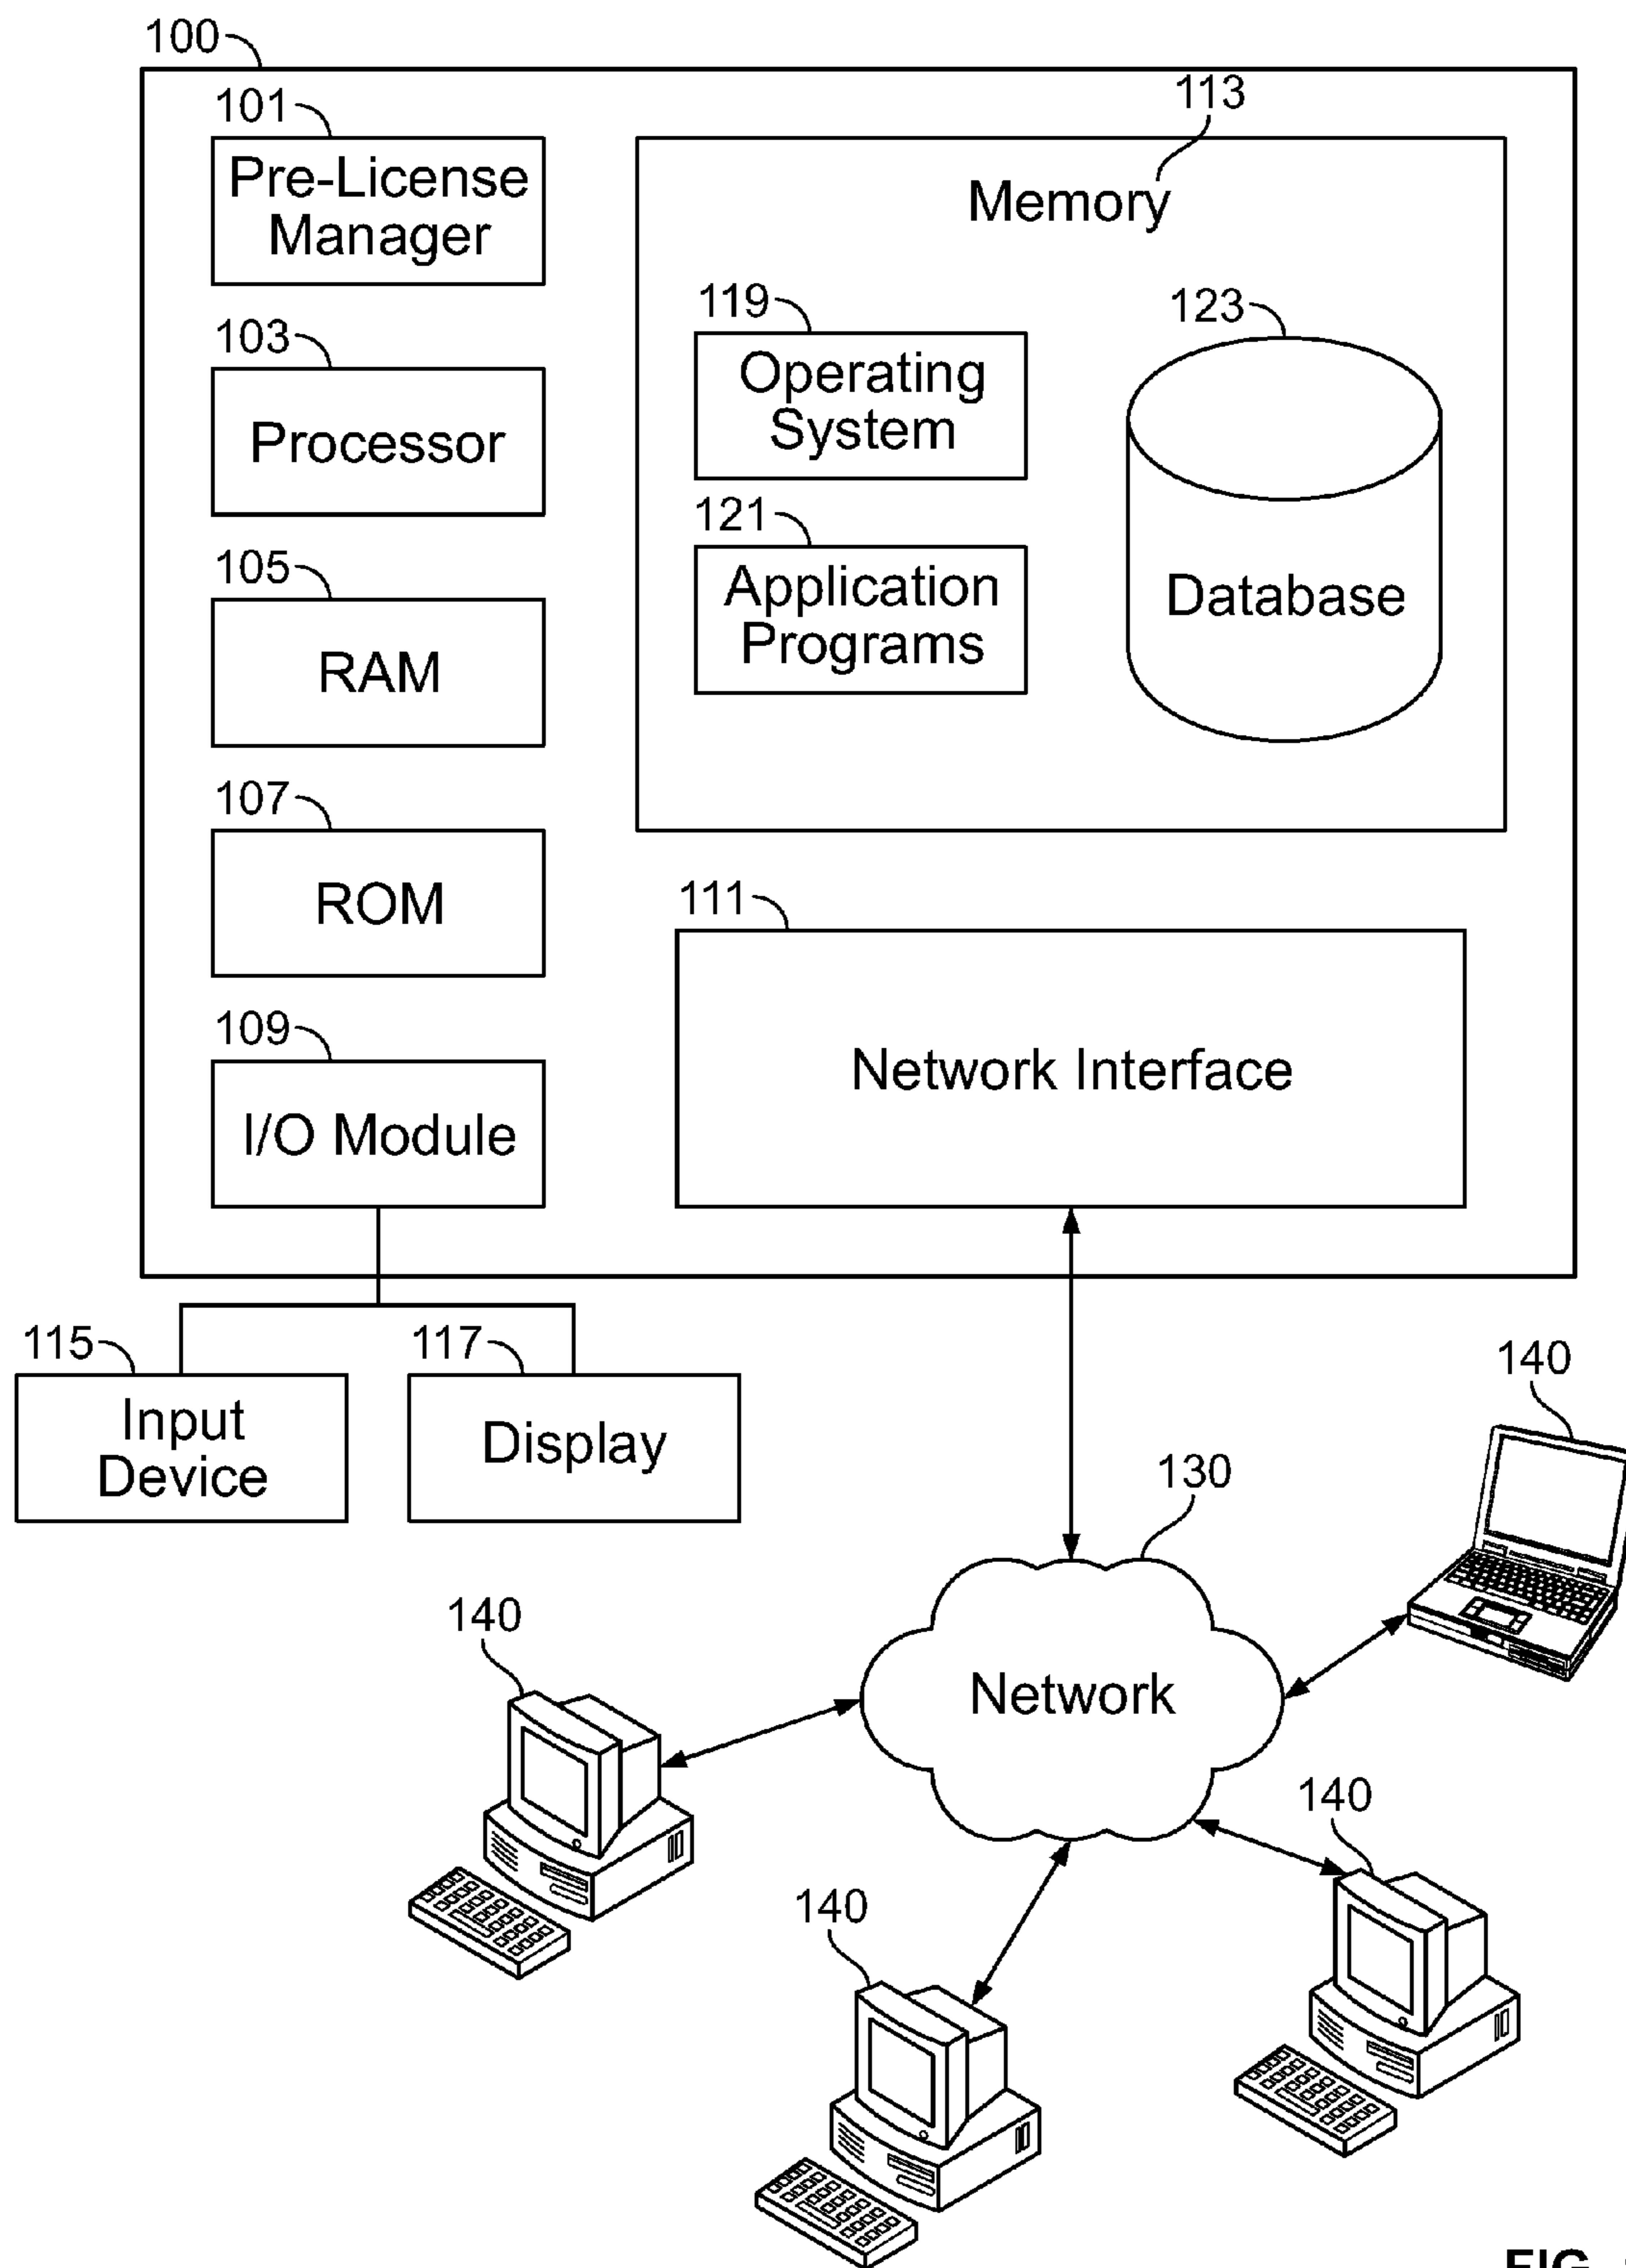 100
101
Pre-License
Manager
113
Memory
103
Processor
119
Operating
System
123
Database
121
Application
Programs
105
RAM
107
ROM
111
Network Interface
109
I/O Module
115
Input
Device
117
Display
140
130
Network
140
140
140
FIG.